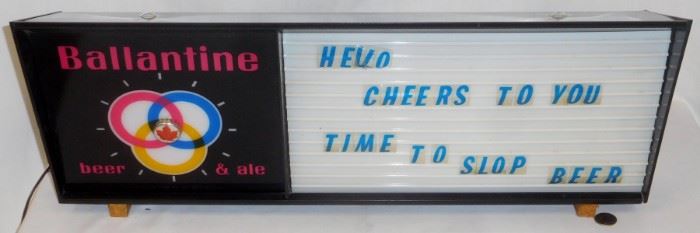 Ballantine
beer & ale
HELLO
CHEERS TO YOU
TIME TO SLOP BEER